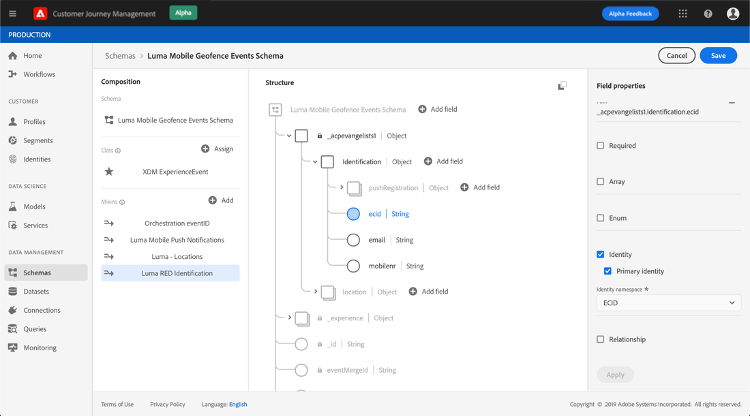 Customer Journey Management Alpha Alpha Feedback
PRODUCTION
Home
Workflows
CUSTOMER
Profiles
Segments
Identities
DATA SCIENCE
Models
Services
DATA MANAGEMENT
Schemas
Datasets
Connections
Queries
Monitoring
Schemas › Luma Mobile Geofence Events Schema
Cancel Save
Composition
Schema
Luma Mobile Geofence Events Schema
Class Assign
XDM ExperienceEvent
Mixins Add
Orchestration eventID
Luma Mobile Push Notifications
Luma - Locations
Luma RED Identification
Structure
Luma Mobile Geofence Events Schema Add field
_acpevangelists1 | Object
Identification | Object Add field
pushRegistration | Object Add field
ecid | String
email | String
mobilenr | String
location | Object Add field
_experience | Object
_id | String
eventMergeId | String
Field properties
_acpevangelists1.Identification.ecid
Required
Array
Enum
Identity
Primary identity
Identity namespace *
ECID
Relationship
Apply
Terms of Use Privacy Policy Language: English Copyright © 2019 Adobe Systems Incorporated. All Rights Reserved